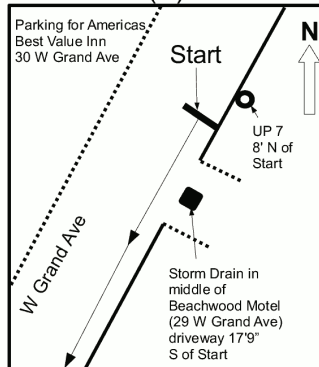 Parking for Americas
Best Value Inn
30 W Grand Ave
Start
N
UP 7
8' N of
Start
W Grand Ave
Storm Drain in
middle of
Beachwood Motel
(29 W Grand Ave)
driveway 17'9"
S of Start